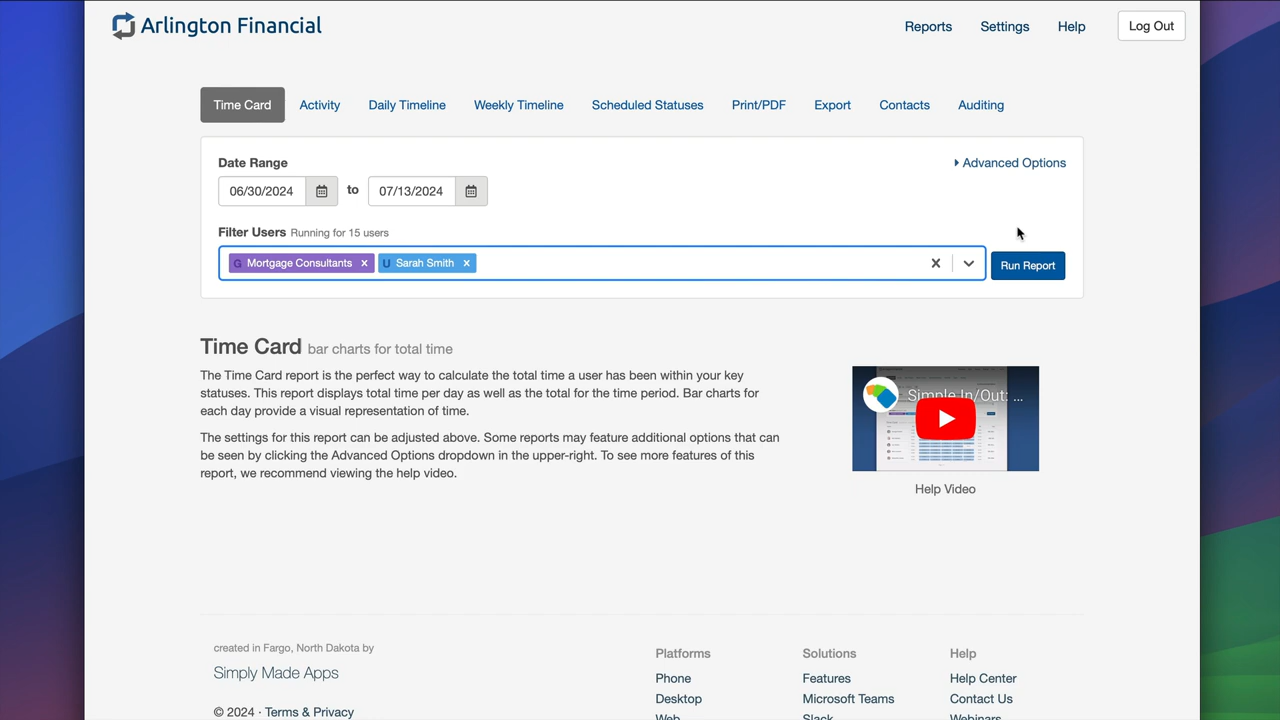 Arlington Financial
Reports Settings Help Log Out
Time Card Activity Daily Timeline Weekly Timeline Scheduled Statuses Print/PDF Export Contacts Auditing
Date Range
Advanced Options
06/30/2024 to 07/13/2024
Filter Users Running for 15 users
G Mortgage Consultants × U Sarah Smith ×
Run Report
Time Card bar charts for total time
The Time Card report is the perfect way to calculate the total time a user has been within your key
statuses. This report displays total time per day as well as the total for the time period. Bar charts for
each day provide a visual representation of time.
The settings for this report can be adjusted above. Some reports may feature additional options that can
be seen by clicking the Advanced Options dropdown in the upper-right. To see more features of this
report, we recommend viewing the help video.
Simple In/Out: ...
Help Video
created in Fargo, North Dakota by
Simply Made Apps
© 2024 · Terms & Privacy
Platforms
Phone
Desktop
Web
Solutions
Features
Microsoft Teams
Slack
Help
Help Center
Contact Us
Webinars